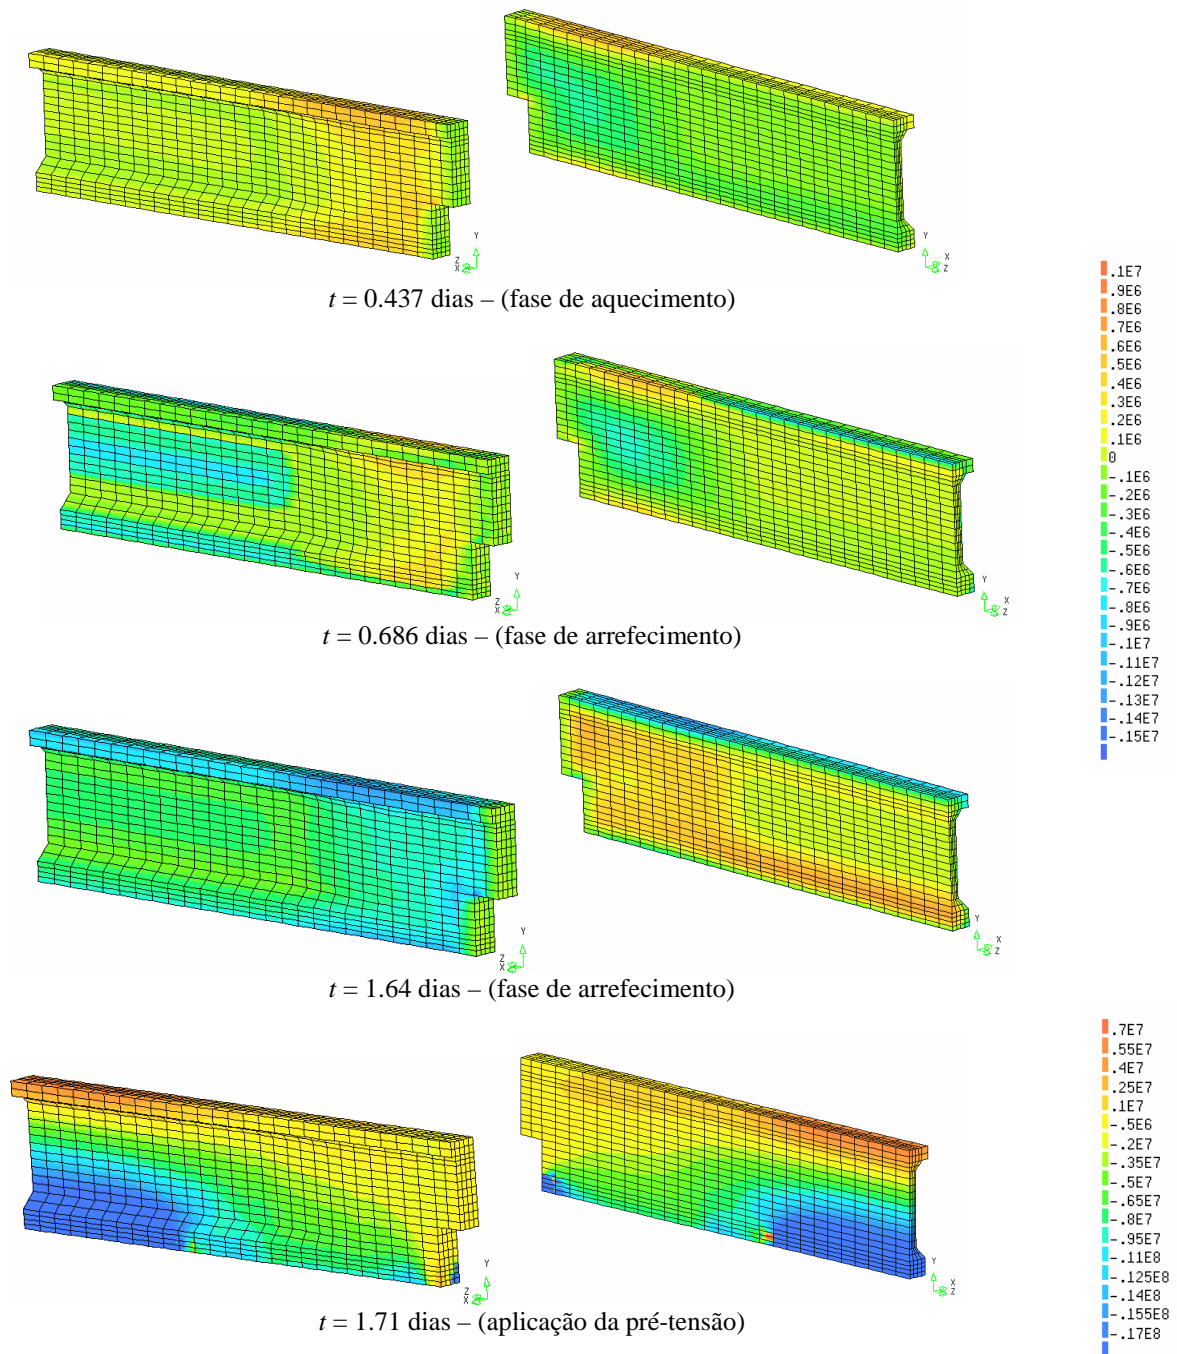 Y
Z
X
Y
X
Z
t = 0.437 dias – (fase de aquecimento)
.1E7
.9E6
.8E6
.7E6
.6E6
.5E6
.4E6
.3E6
.2E6
.1E6
0
-.1E6
-.2E6
-.3E6
-.4E6
-.5E6
-.6E6
-.7E6
-.8E6
-.9E6
-.1E7
-.11E7
-.12E7
-.13E7
-.14E7
-.15E7
Y
Z
X
Y
X
Z
t = 0.686 dias – (fase de arrefecimento)
Y
Z
X
Y
X
Z
t = 1.64 dias – (fase de arrefecimento)
.7E7
.55E7
.4E7
.25E7
.1E7
-.5E6
-.2E7
-.35E7
-.5E7
-.65E7
-.8E7
-.95E7
-.11E8
-.125E8
-.14E8
-.155E8
-.17E8
Y
Z
X
Y
X
Z
t = 1.71 dias – (aplicação da pré-tensão)